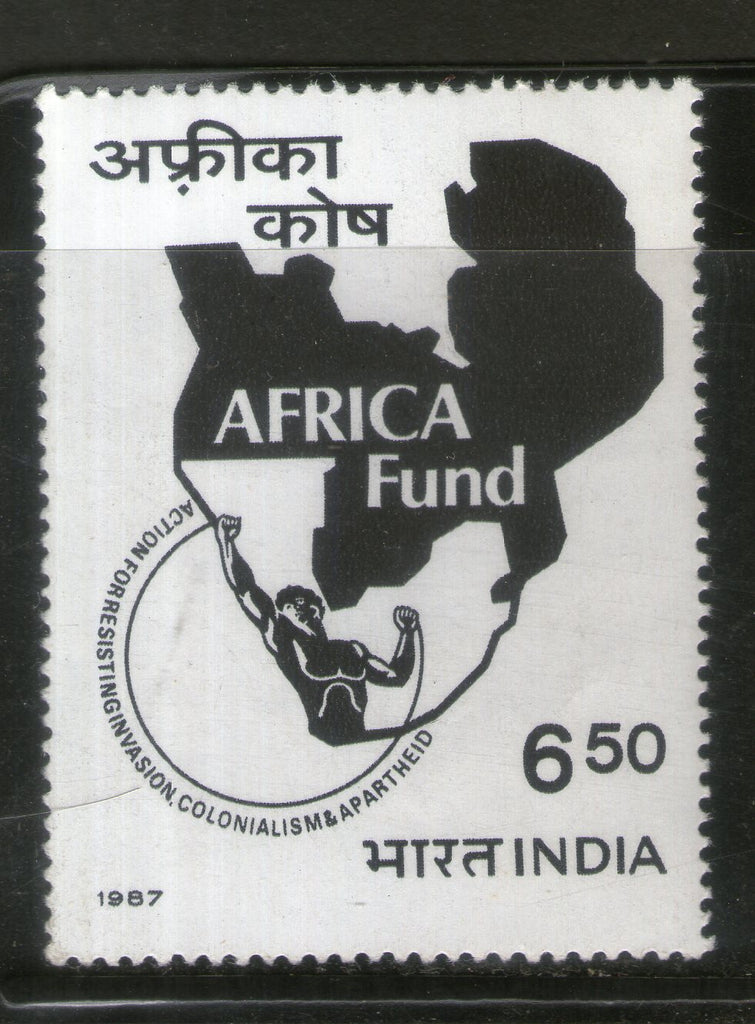 अफ़्रीका
कोष
AFRICA
Fund
ACTION FOR RESISTING INVASION, COLONIALISM & APARTHEID
6 50
भारत INDIA
1987